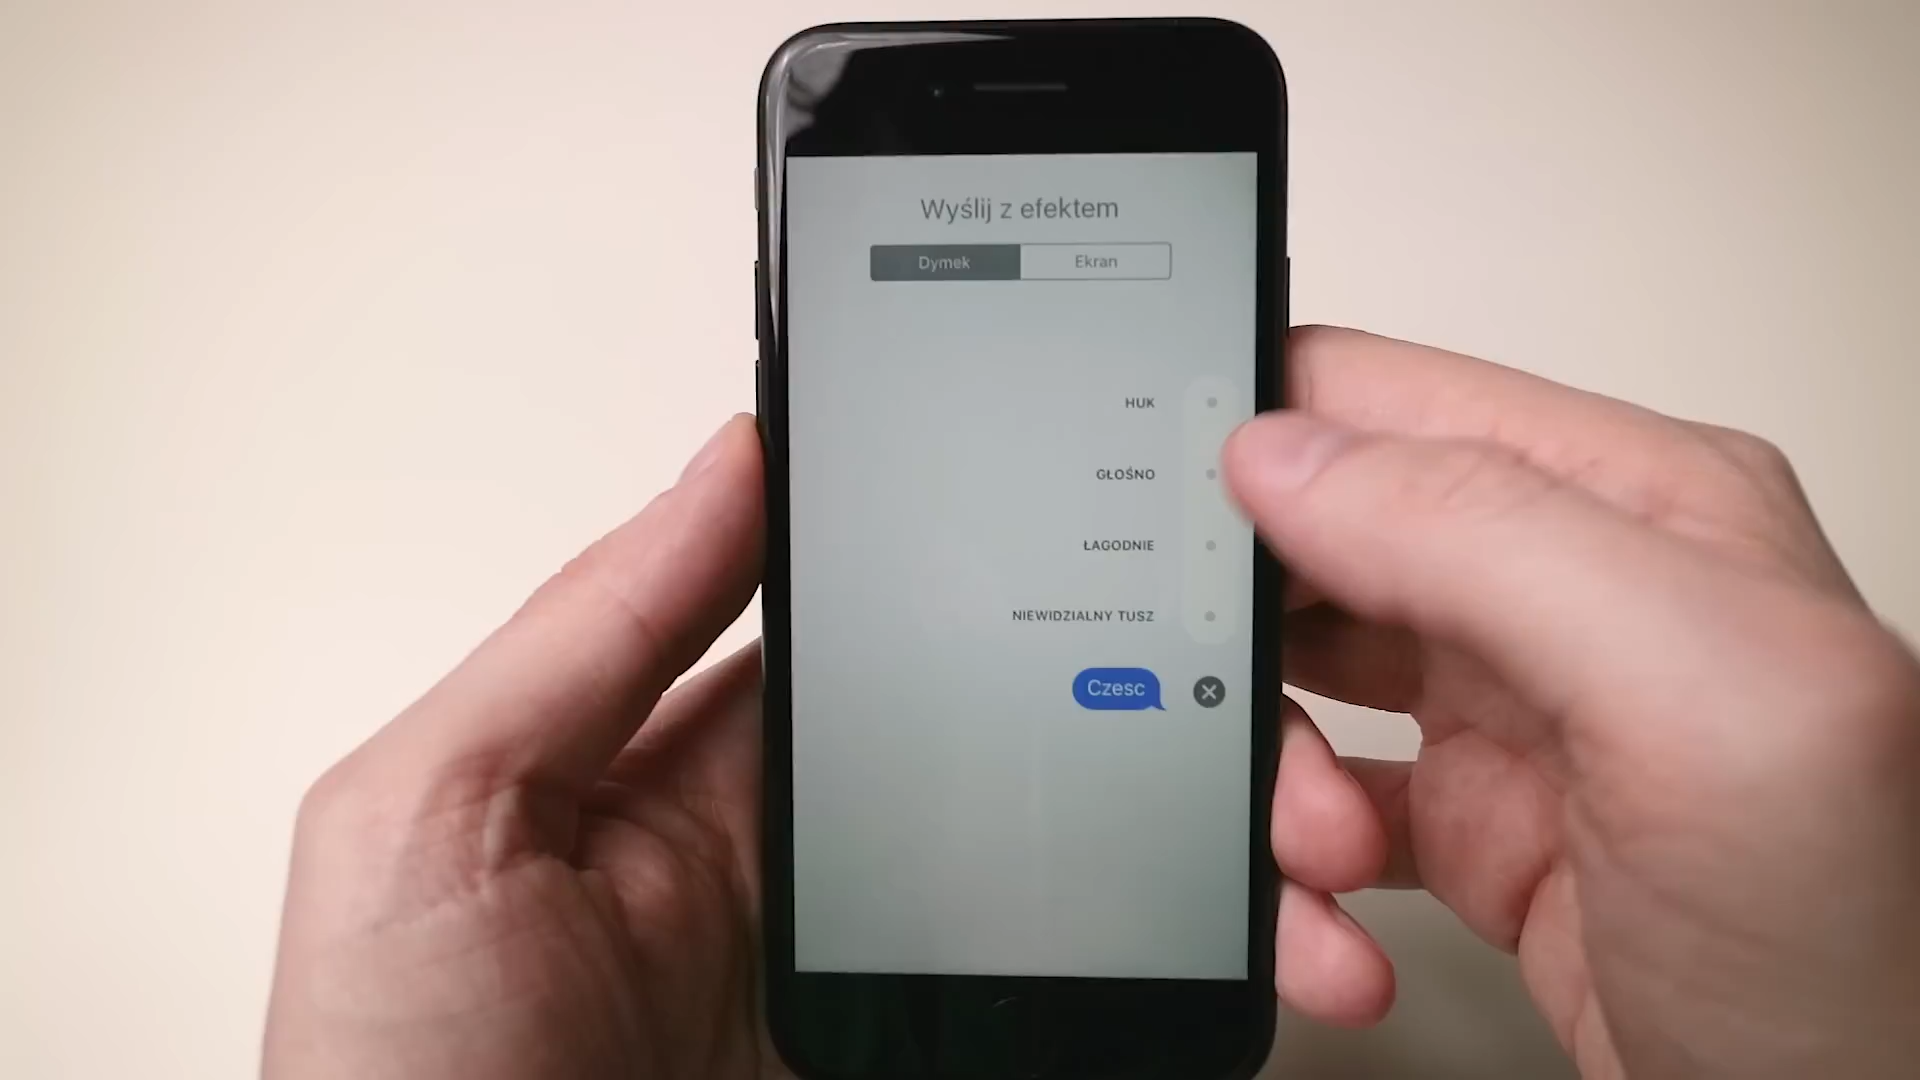 Wyślij z efektem
Dymek Ekran
HUK
GŁOŚNO
ŁAGODNIE
NIEWIDZIALNY TUSZ
Czesc